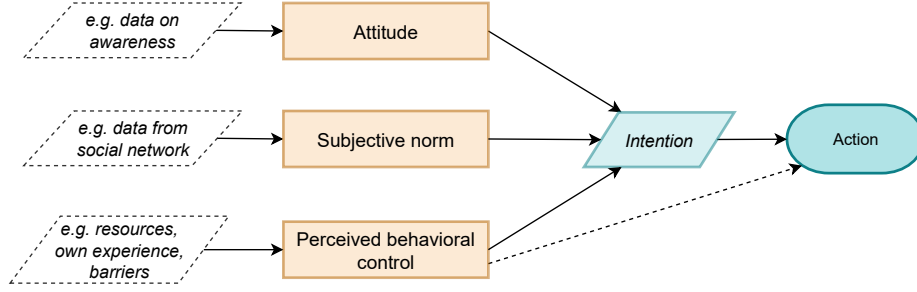 e.g. data on
awareness
Attitude
e.g. data from
social network
Subjective norm
Intention
Action
e.g. resources,
own experience,
barriers
Perceived behavioral
control